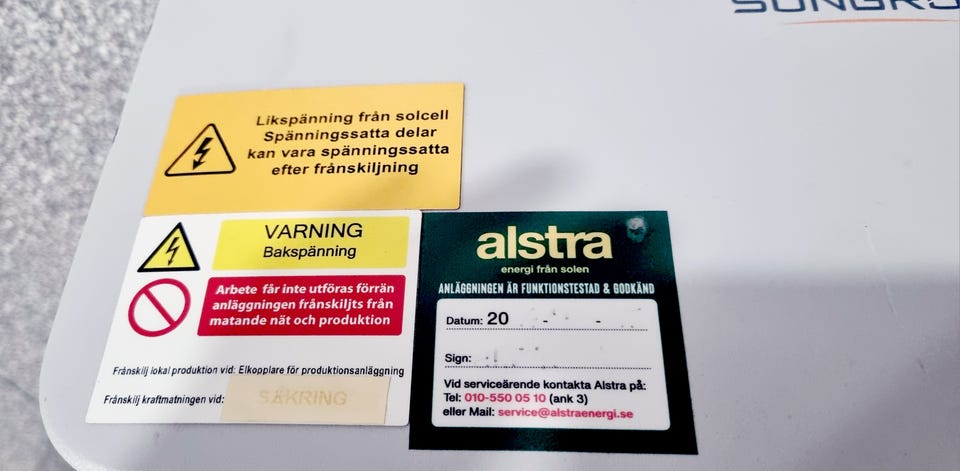 SUNGRO
Likspänning från solcell
Spänningssatta delar
kan vara spänningssatta
efter frånskiljning
VARNING
Bakspänning
Arbete får inte utföras förrän
anläggningen frånskiljts från
matande nät och produktion
Frånskilj lokal produktion vid: Elkopplare för produktionsanläggning
Frånskilj kraftmatningen vid: SÄKRING
alstra
energi från solen
ANLÄGGNINGEN ÄR FUNKTIONSTESTAD & GODKÄND
Datum: 20 - -
Sign:
Vid serviceärende kontakta Alstra på:
Tel: 010-550 05 10 (ank 3)
eller Mail: service@alstraenergi.se